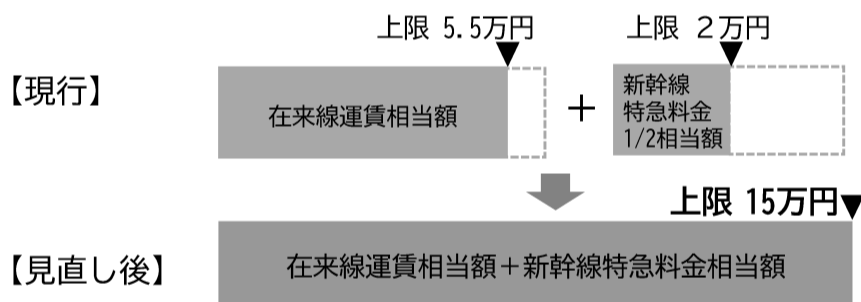 上限 5.5万円
上限 2万円
【現行】
在来線運賃相当額
+
新幹線
特急料金
1/2相当額
上限 15万円
【見直し後】
在来線運賃相当額+新幹線特急料金相当額